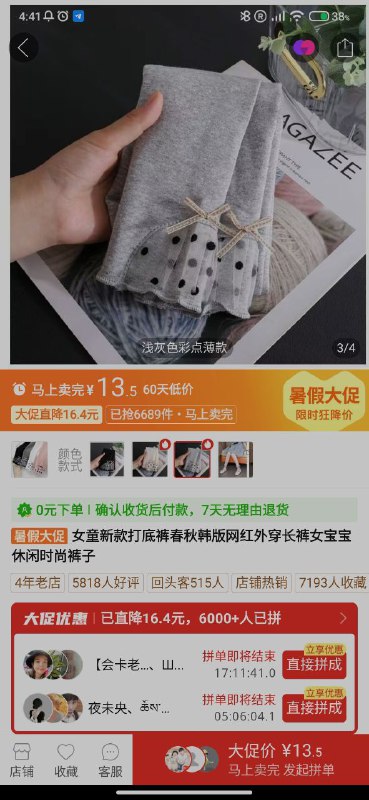 4:41
38%
AGAZEE
浅灰色彩点薄款
3/4
马上卖完¥13.5 60天低价
大促直降16.4元 已抢6689件·马上卖完
暑假大促
限时狂降价
颜色
款式
0元下单 | 确认收货后付款，7天无理由退货
暑假大促 女童新款打底裤春秋韩版网红外穿长裤女宝宝
休闲时尚裤子
4年老店 5818人好评 回头客515人 店铺热销 7193人收藏
大促优惠 已直降16.4元，6000+人已拼
【会卡老...、Ш...
拼单即将结束
17:11:41.0
立享优惠
直接拼成
夜未央、ཆོས...
拼单即将结束
05:06:04.1
立享优惠
直接拼成
店铺
收藏
客服
大促价 ¥13.5
马上卖完 发起拼单